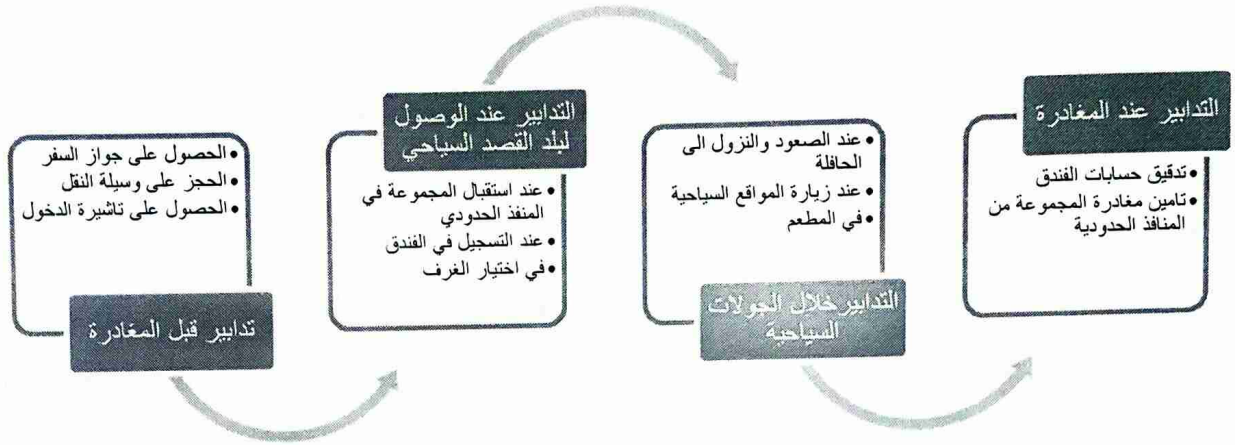 الحصول على جواز السفر
الحجز على وسيلة النقل
الحصول على تاشيرة الدخول
تدابير قبل المغادرة
التدابير عند الوصول
لبلد القصد السياحي
عند استقبال المجموعة في
المنفذ الحدودي
عند التسجيل في الفندق
في اختيار الغرف
عند الصعود والنزول الى
الحافلة
عند زيارة المواقع السياحية
في المطعم
التدابير خلال الجولات
السياحية
التدابير عند المغادرة
تدقيق حسابات الفندق
تامين مغادرة المجموعة من
المنافذ الحدودية